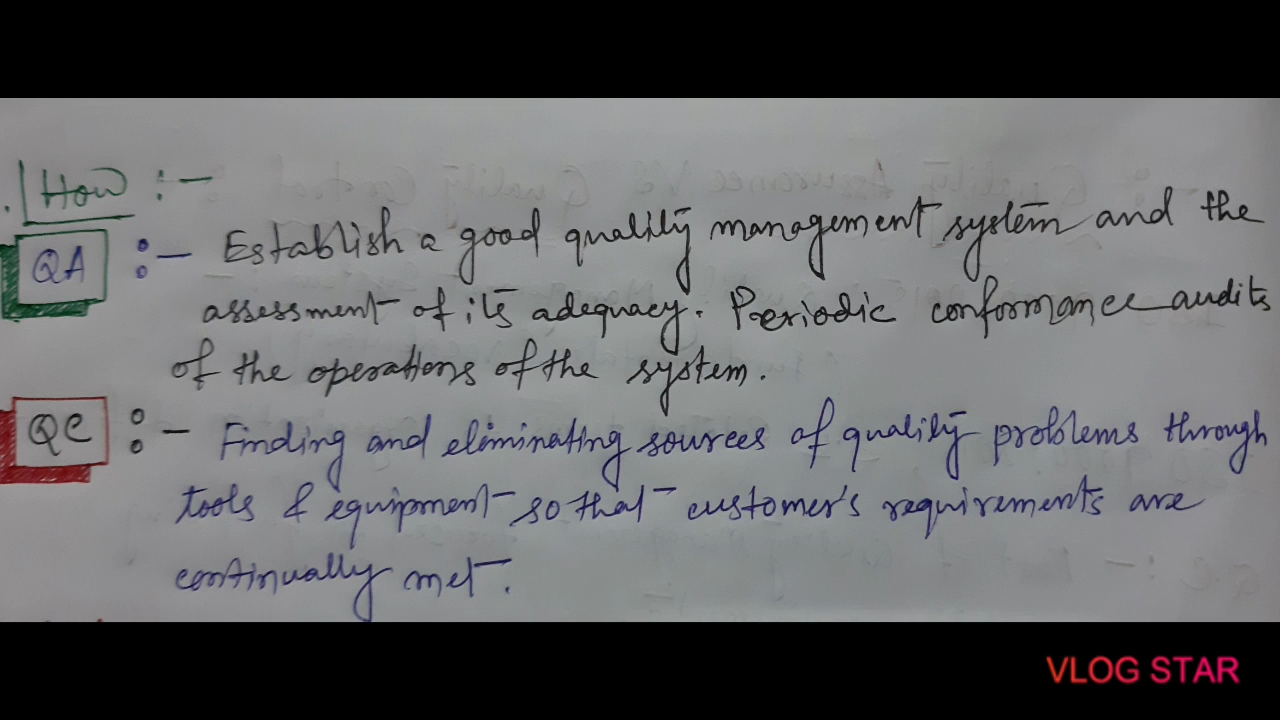 How :-
QA :- Establish a good quality management system and the
assessment of its adequacy. Periodic conformance audits
of the operations of the system.
QC :- Finding and eliminating sources of quality problems through
tools & equipment so that customer's requirements are
continually met.
VLOG STAR